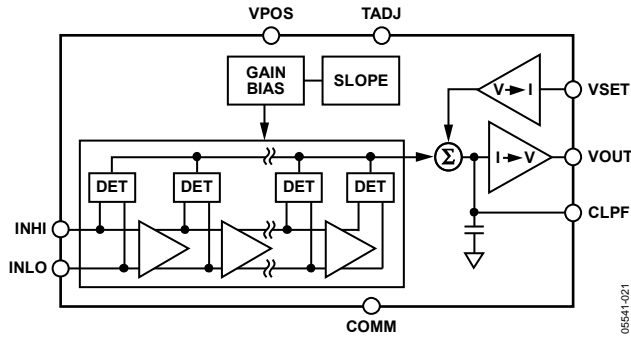 VPOS TADJ
GAIN
BIAS
SLOPE
V→I
VSET
Σ
I→V
VOUT
DET DET DET DET
CLPF
INHI
INLO
COMM
05541-021